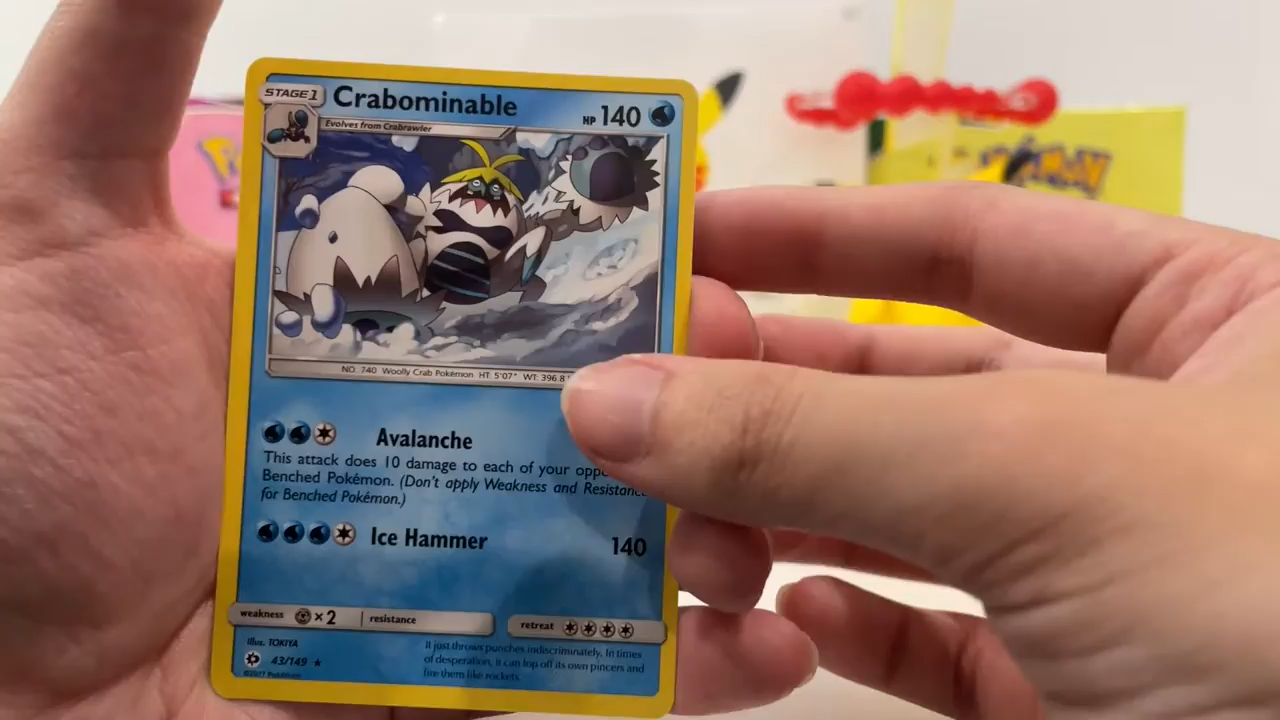 STAGE 1
Crabominable
HP 140
Evolves from Crabrawler
POKÉMON
NO. 740 Woolly Crab Pokémon HT: 5'07" WT: 396.8
Avalanche
This attack does 10 damage to each of your
Benched Pokémon. (Don't apply Weakness and Resistance
for Benched Pokémon.)
Ice Hammer
140
weakness ×2 resistance
retreat
Illus. TOKIYA
43/149
©2017 Pokémon
It just throws punches indiscriminately. In times
of desperation, it can lop off its own pincers and
fire them like rockets.